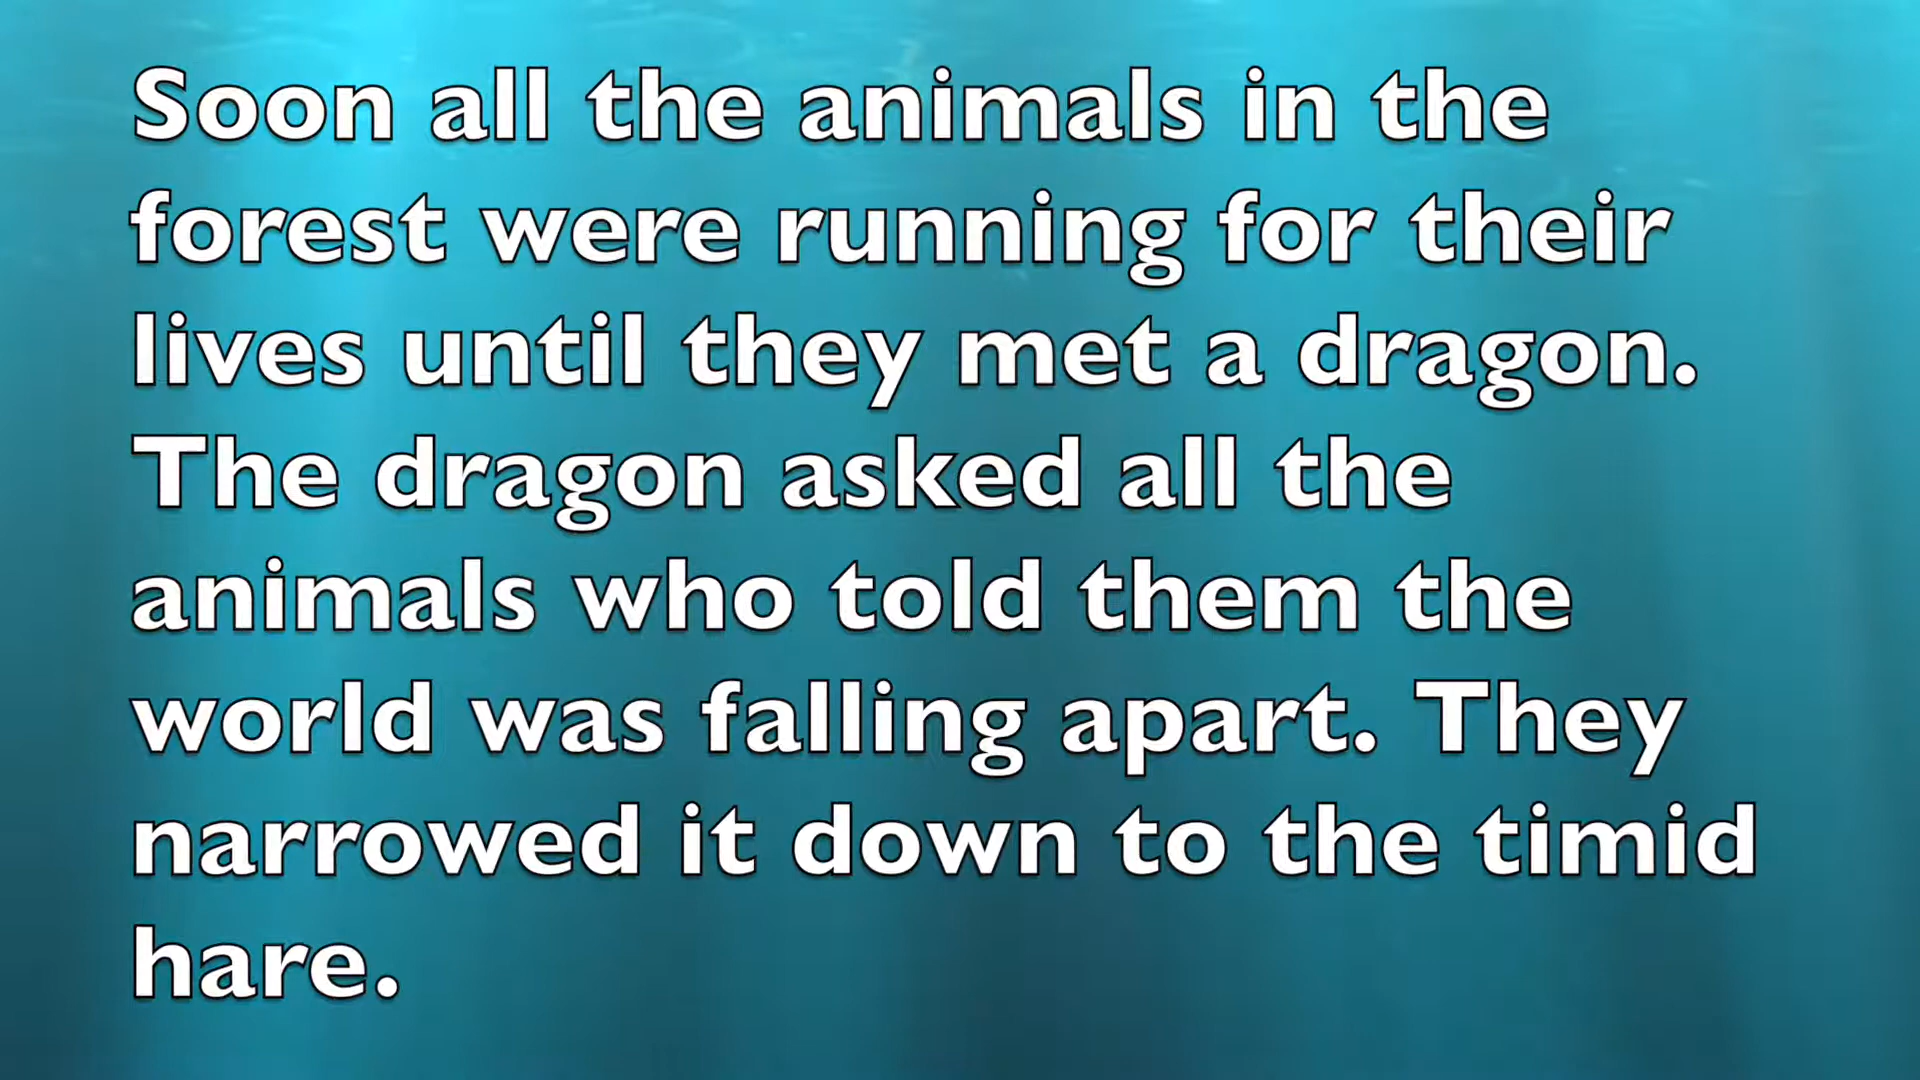 Soon all the animals in the
forest were running for their
lives until they met a dragon.
The dragon asked all the
animals who told them the
world was falling apart. They
narrowed it down to the timid
hare.